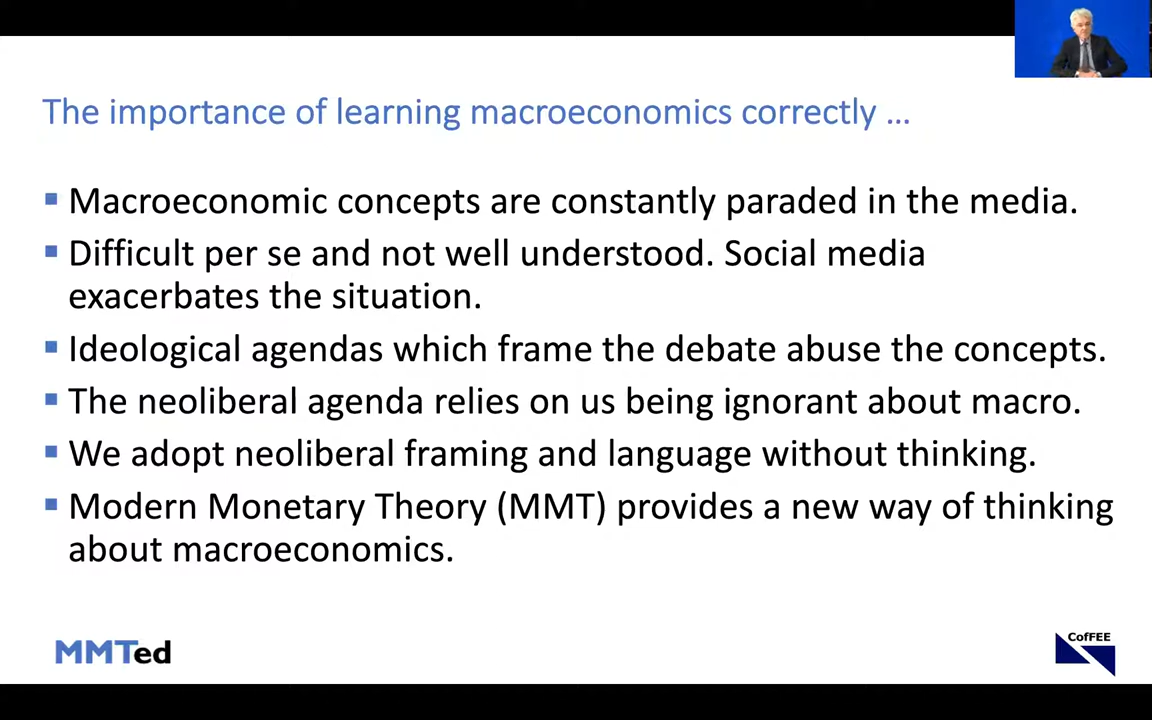 The importance of learning macroeconomics correctly …
▪ Macroeconomic concepts are constantly paraded in the media.
▪ Difficult per se and not well understood. Social media
exacerbates the situation.
▪ Ideological agendas which frame the debate abuse the concepts.
▪ The neoliberal agenda relies on us being ignorant about macro.
▪ We adopt neoliberal framing and language without thinking.
▪ Modern Monetary Theory (MMT) provides a new way of thinking
about macroeconomics.
MMTed
CofFEE